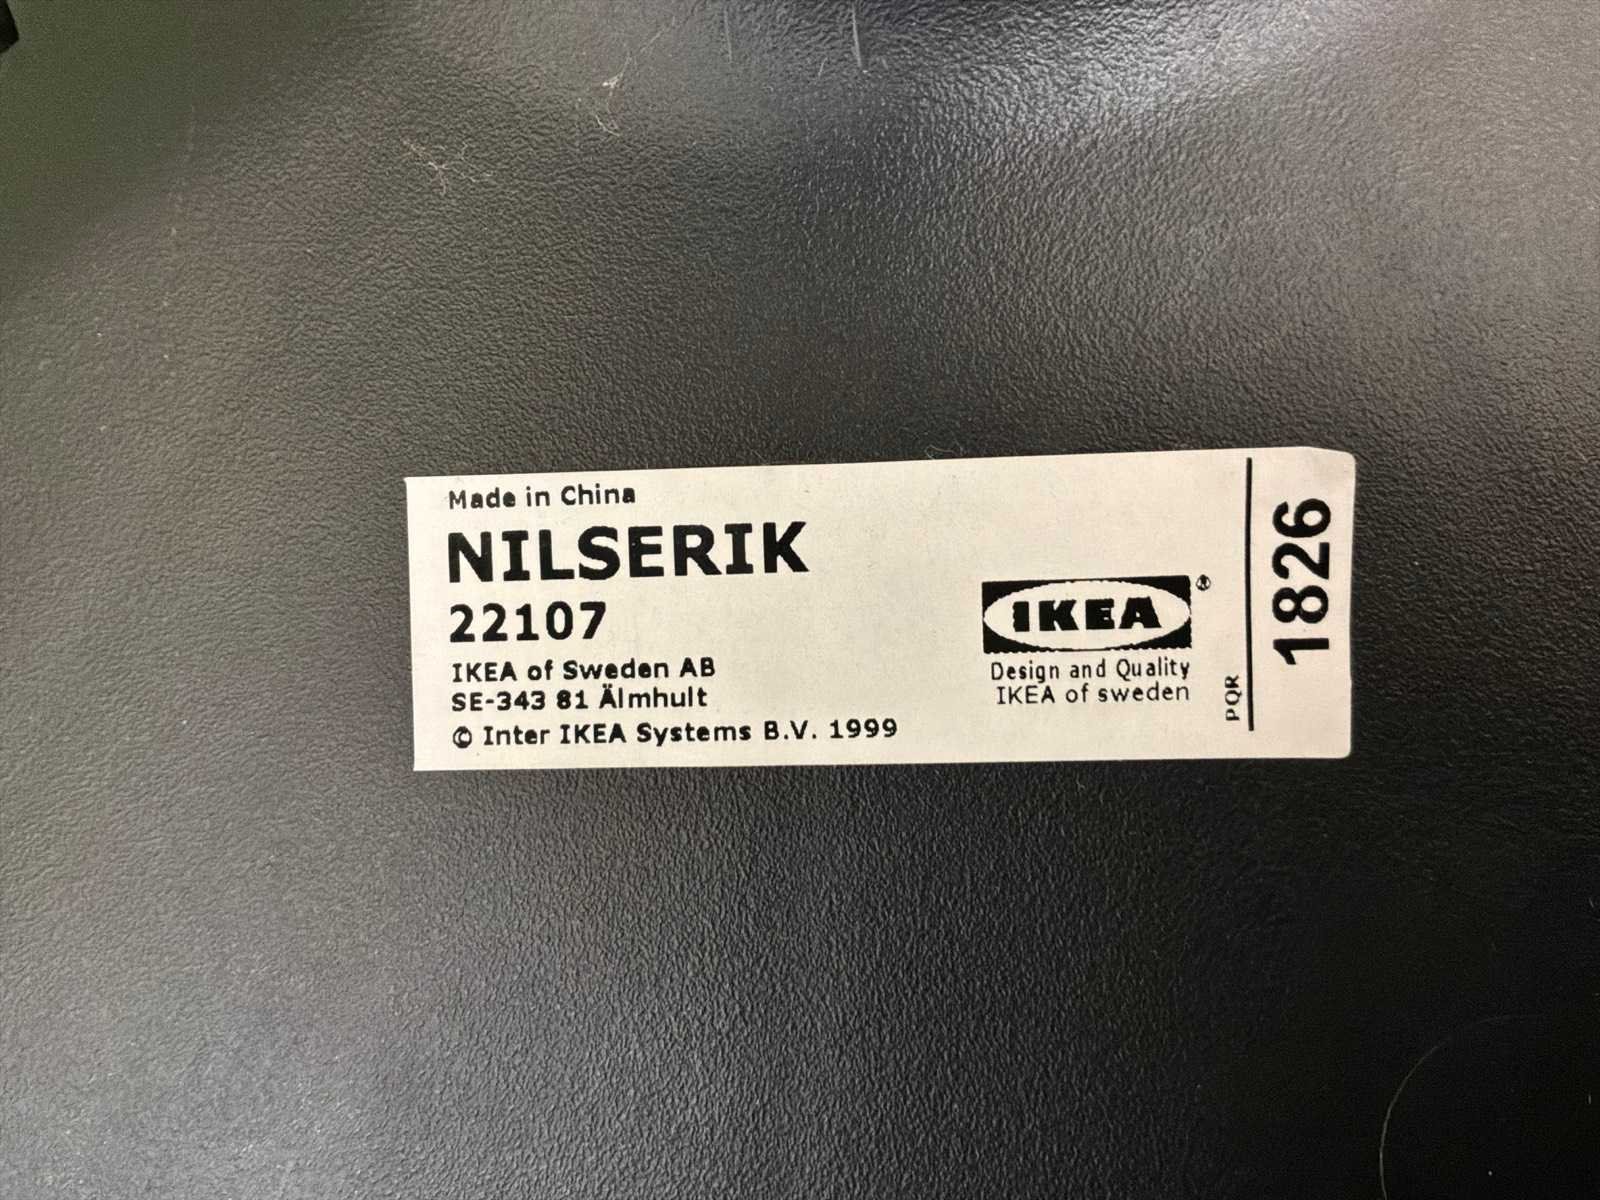 Made in China
NILSERIK
22107
IKEA of Sweden AB
SE-343 81 Älmhult
© Inter IKEA Systems B.V. 1999
IKEA®
Design and Quality
IKEA of sweden
PQR
1826